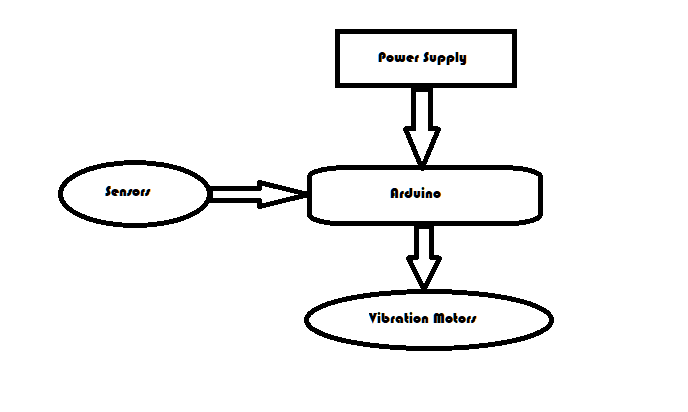 Power Supply
Sensors
Arduino
Vibration Motors